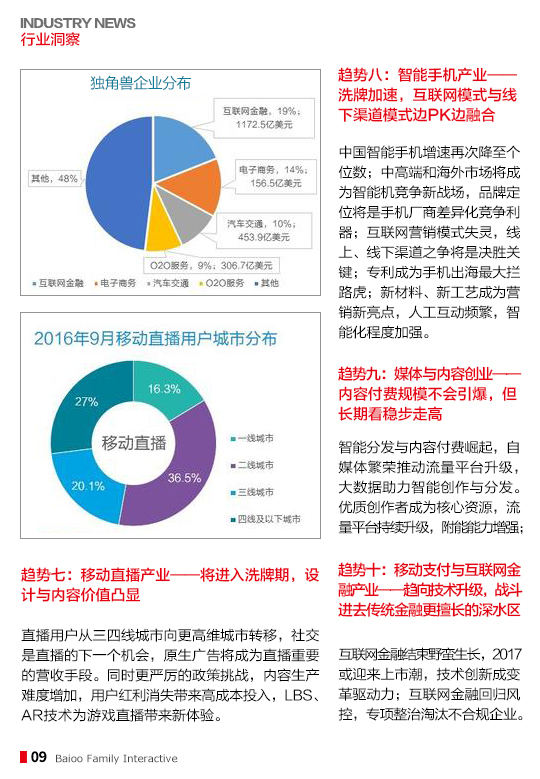 INDUSTRY NEWS
行业洞察
独角兽企业分布
互联网金融，19%；
1172.5亿美元
电子商务，14%；
156.5亿美元
汽车交通，10%；
453.9亿美元
O2O服务，9%；306.7亿美元
其他，48%
互联网金融 电子商务 汽车交通 O2O服务 其他
2016年9月移动直播用户城市分布
16.3%
36.5%
20.1%
27%
移动直播
一线城市
二线城市
三线城市
四线及以下城市
趋势七：移动直播产业——将进入洗牌期，设
计与内容价值凸显
直播用户从三四线城市向更高维城市转移，社交
是直播的下一个机会，原生广告将成为直播重要
的营收手段。同时更严厉的政策挑战，内容生产
难度增加，用户红利消失带来高成本投入，LBS、
AR技术为游戏直播带来新体验。
趋势八：智能手机产业——
洗牌加速，互联网模式与线
下渠道模式边PK边融合
中国智能手机增速再次降至个
位数；中高端和海外市场将成
为智能机竞争新战场，品牌定
位将是手机厂商差异化竞争利
器；互联网营销模式失灵，线
上、线下渠道之争将是决胜关
键；专利成为手机出海最大拦
路虎；新材料、新工艺成为营
销新亮点，人工互动频繁，智
能化程度加强。
趋势九：媒体与内容创业——
内容付费规模不会引爆，但
长期看稳步走高
智能分发与内容付费崛起，自
媒体繁荣推动流量平台升级，
大数据助力智能创作与分发。
优质创作者成为核心资源，流
量平台持续升级，附能能力增强；
趋势十：移动支付与互联网金
融产业——趋向技术升级，战斗
进去传统金融更擅长的深水区
互联网金融结束野蛮生长，2017
或迎来上市潮，技术创新成变
革驱动力；互联网金融回归风
控，专项整治淘汰不合规企业。
09 Baioo Family Interactive